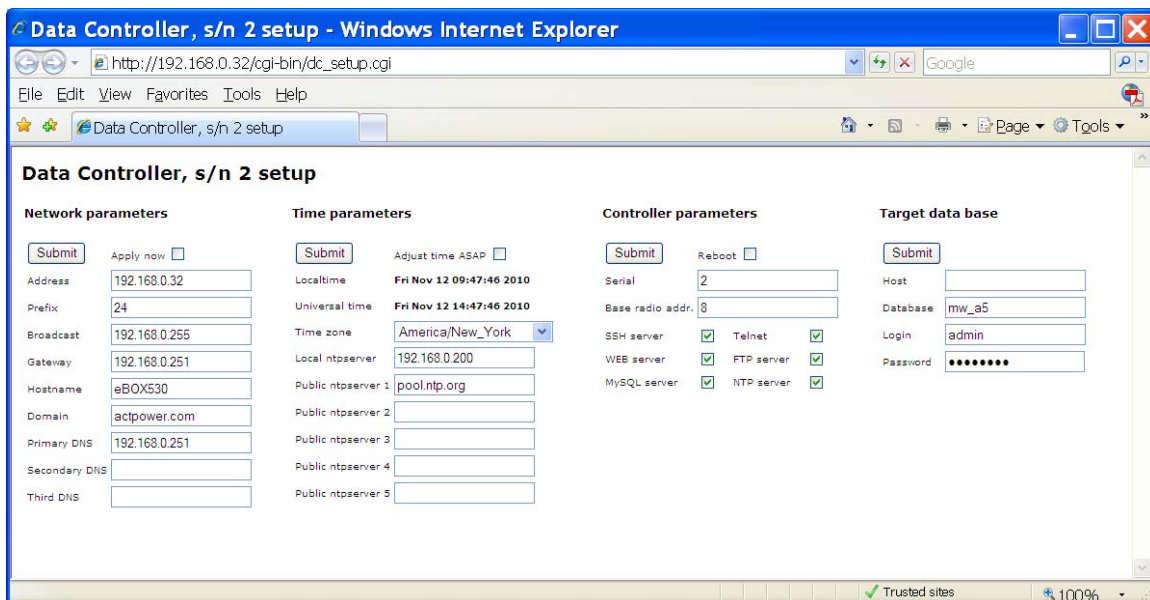 Data Controller, s/n 2 setup - Windows Internet Explorer
http://192.168.0.32/cgi-bin/dc_setup.cgi
Google
File Edit View Favorites Tools Help
Data Controller, s/n 2 setup
Page Tools »
Data Controller, s/n 2 setup
Network parameters
Submit Apply now
Address 192.168.0.32
Prefix 24
Broadcast 192.168.0.255
Gateway 192.168.0.251
Hostname eBOX530
Domain actpower.com
Primary DNS 192.168.0.251
Secondary DNS
Third DNS
Time parameters
Submit Adjust time ASAP
Localtime Fri Nov 12 09:47:46 2010
Universal time Fri Nov 12 14:47:46 2010
Time zone America/New_York
Local ntpserver 192.168.0.200
Public ntpserver 1 pool.ntp.org
Public ntpserver 2
Public ntpserver 3
Public ntpserver 4
Public ntpserver 5
Controller parameters
Submit Reboot
Serial 2
Base radio addr. 8
SSH server Telnet
WEB server FTP server
MySQL server NTP server
Target data base
Submit
Host
Database mw_a5
Login admin
Password ••••••••
Trusted sites 100%